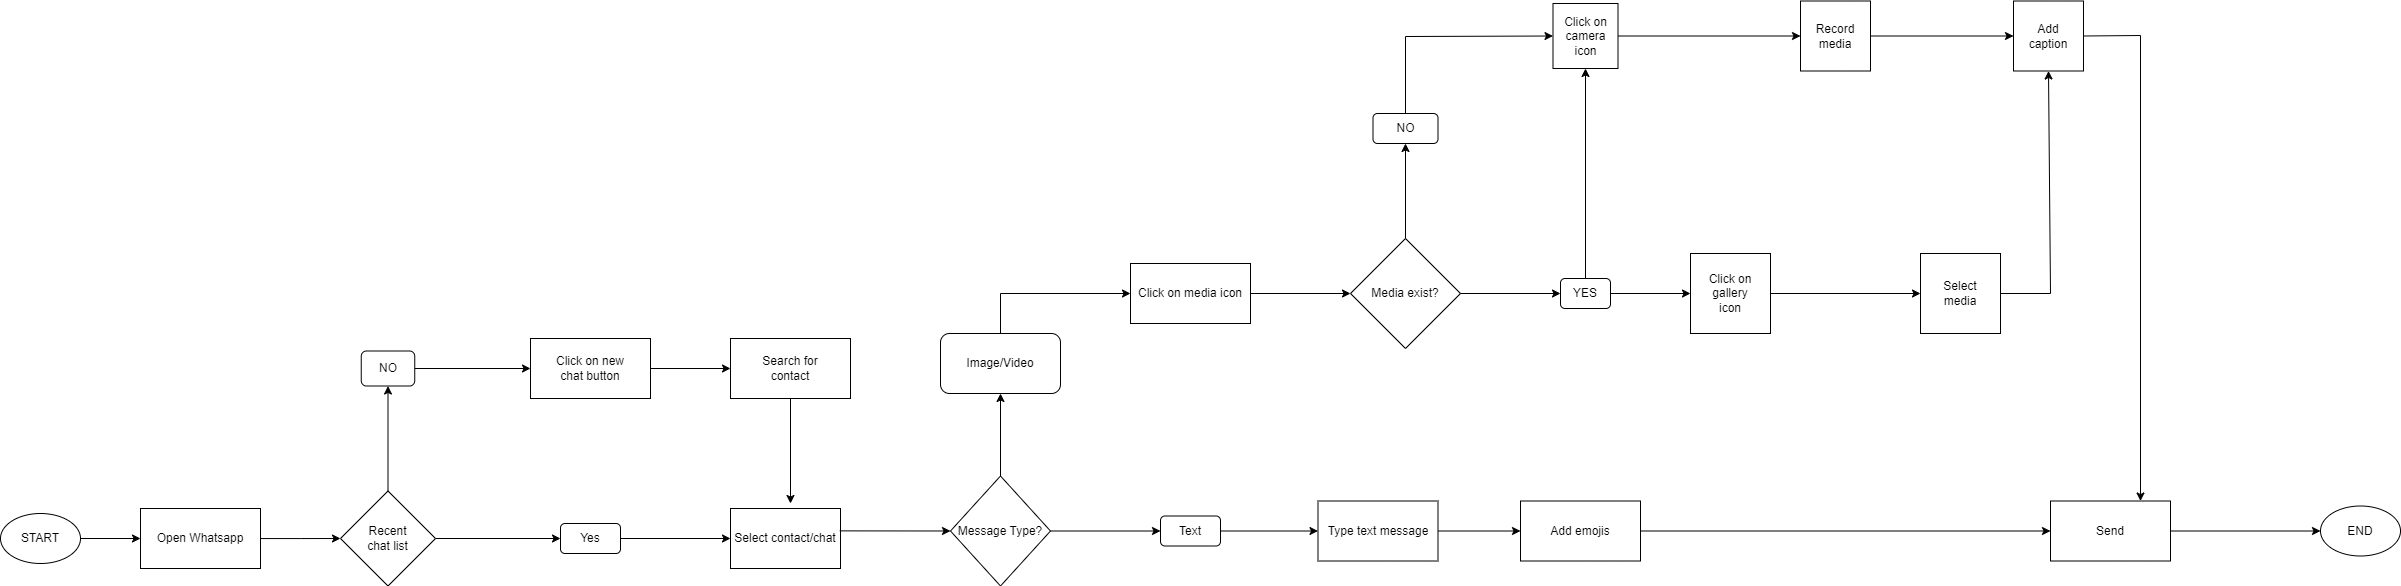 Click on
camera
icon
Record
media
Add
caption
NO
Click on media icon
Media exist?
YES
Click on
gallery
icon
Select
media
NO
Click on new
chat button
Search for
contact
Image/Video
START
Open Whatsapp
Recent
chat list
Yes
Select contact/chat
Message Type?
Text
Type text message
Add emojis
Send
END